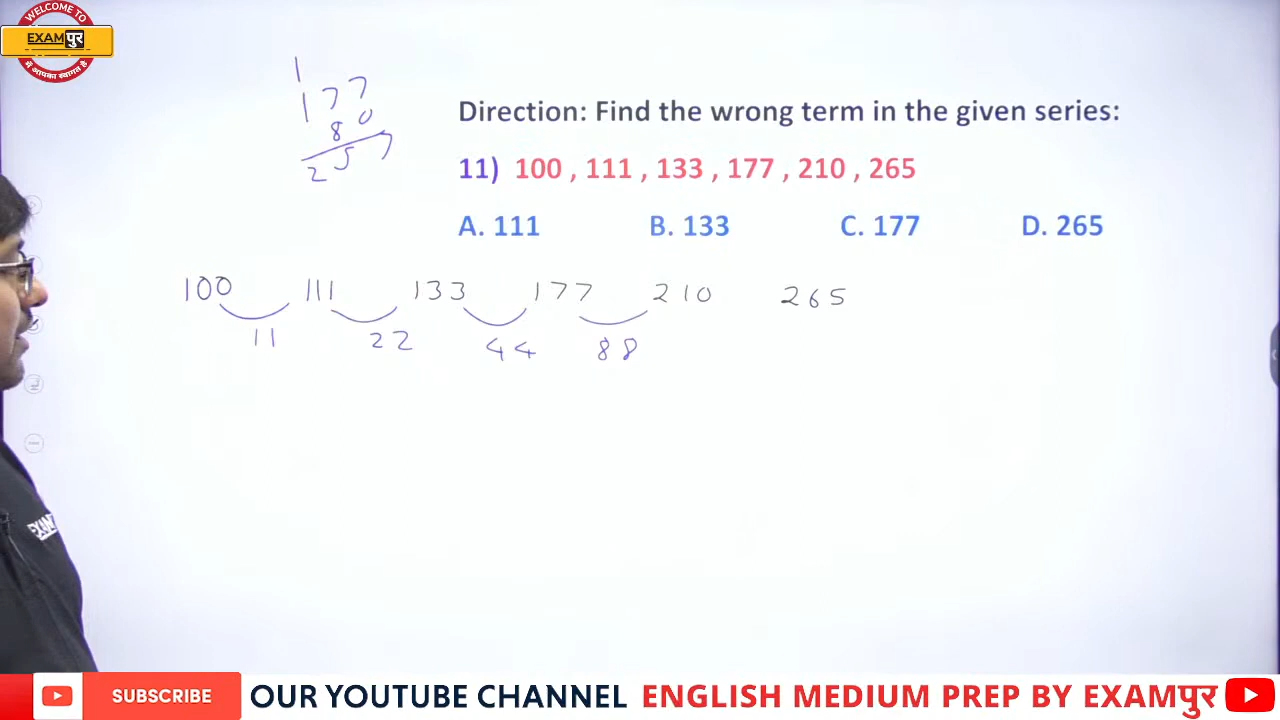 WELCOME TO
EXAMपुर
में आपका स्वागत है
1
177
80
257
Direction: Find the wrong term in the given series:
11) 100 , 111 , 133 , 177 , 210 , 265
A. 111 B. 133 C. 177 D. 265
100 111 133 177 210 265
11 22 44 88
SUBSCRIBE OUR YOUTUBE CHANNEL ENGLISH MEDIUM PREP BY EXAMपुर